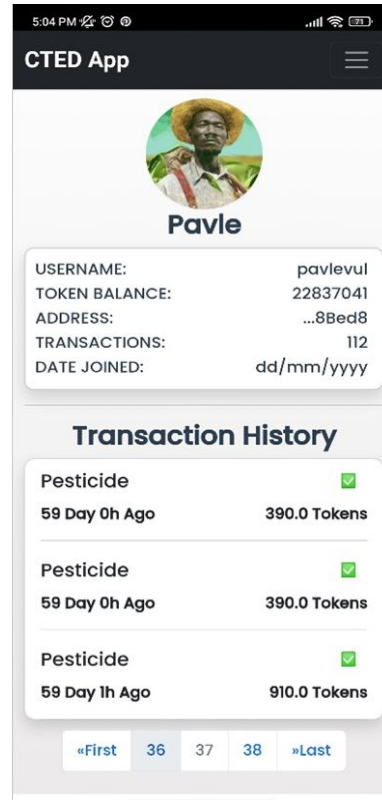 5:04 PM
71
CTED App
Pavle
USERNAME: pavlevul
TOKEN BALANCE: 22837041
ADDRESS: ...8Bed8
TRANSACTIONS: 112
DATE JOINED: dd/mm/yyyy
Transaction History
Pesticide ✅
59 Day 0h Ago 390.0 Tokens
Pesticide ✅
59 Day 0h Ago 390.0 Tokens
Pesticide ✅
59 Day 1h Ago 910.0 Tokens
«First 36 37 38 »Last